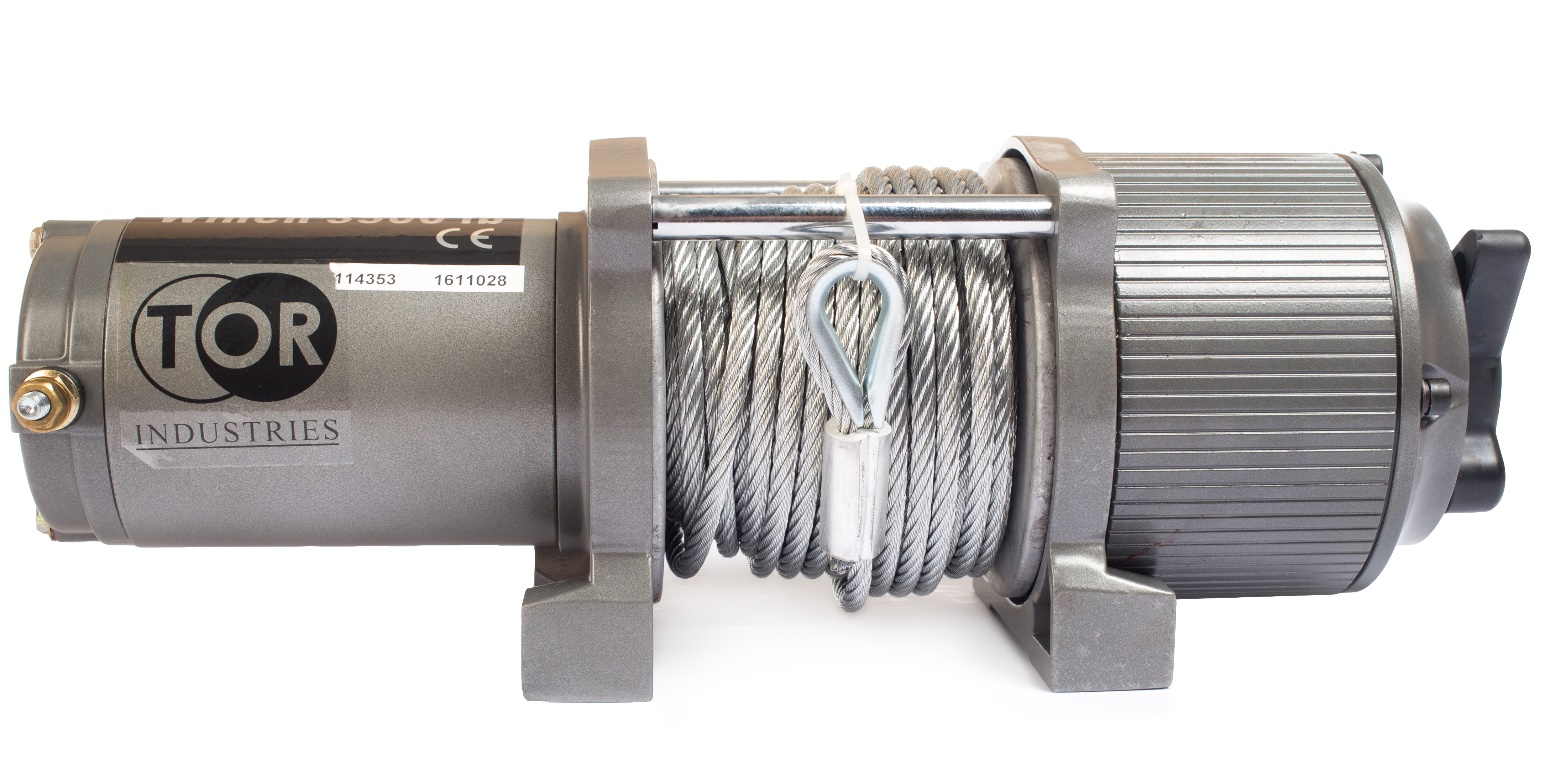 CE
114353 1611028
TOR
INDUSTRIES